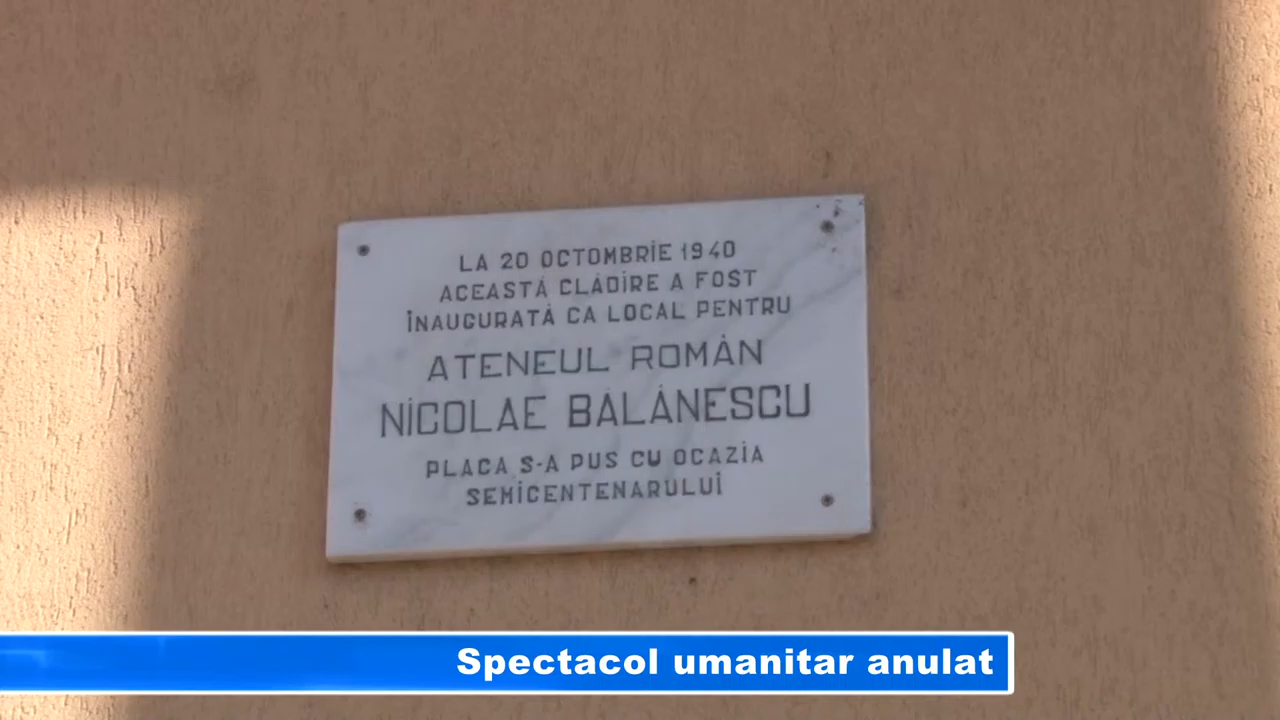 LA 20 OCTOMBRIE 1940
ACEASTĂ CLĂDIRE A FOST
ÎNAUGURATĂ CA LOCAL PENTRU
ATENEUL ROMÂN
NICOLAE BĂLĂNESCU
PLACA S-A PUS CU OCAZIA
SEMICENTENARULUI
Spectacol umanitar anulat